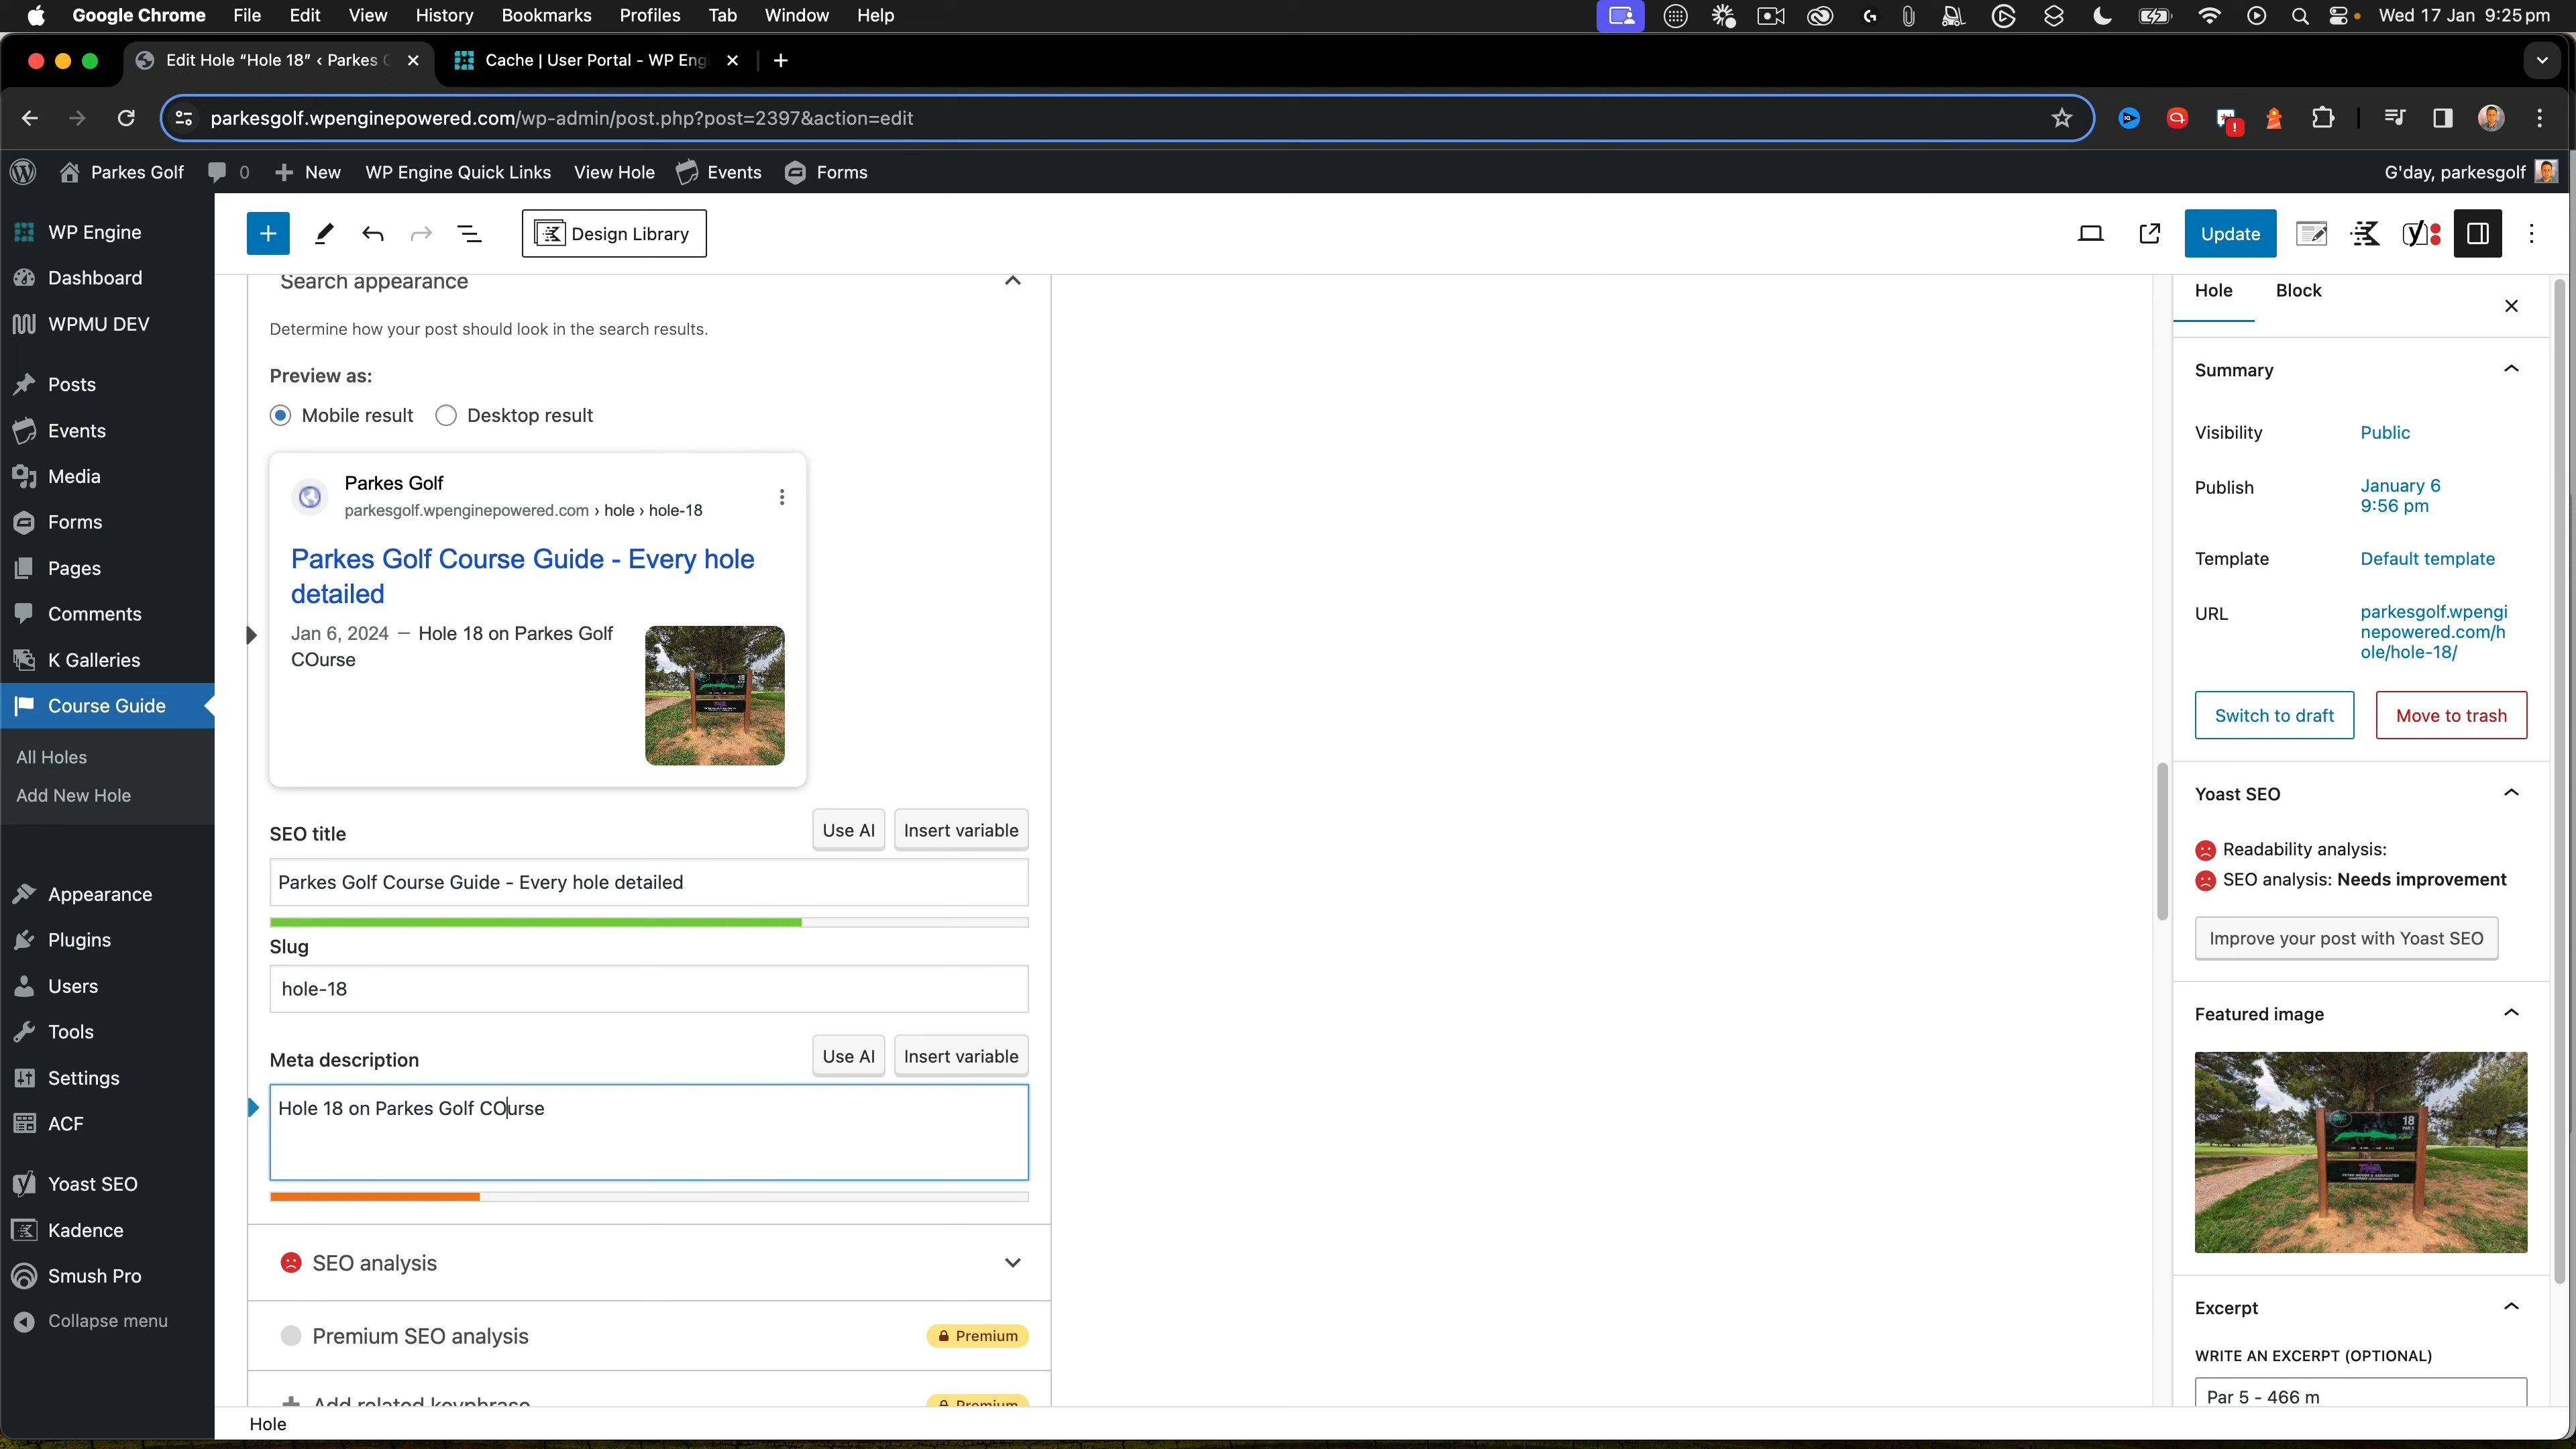 Google Chrome File Edit View History Bookmarks Profiles Tab Window Help Wed 17 Jan 9:25 pm
Edit Hole “Hole 18” ‹ Parkes Cache | User Portal - WP Eng
parkesgolf.wpenginepowered.com/wp-admin/post.php?post=2397&action=edit
Parkes Golf 0 New WP Engine Quick Links View Hole Events Forms G'day, parkesgolf
WP Engine
Dashboard
WPMU DEV
Posts
Events
Media
Forms
Pages
Comments
K Galleries
Course Guide
All Holes
Add New Hole
Appearance
Plugins
Users
Tools
Settings
ACF
Yoast SEO
Kadence
Smush Pro
Collapse menu
Design Library
Update
Search appearance
Determine how your post should look in the search results.
Preview as:
Mobile result Desktop result
Parkes Golf
parkesgolf.wpenginepowered.com › hole › hole-18
Parkes Golf Course Guide - Every hole
detailed
Jan 6, 2024 — Hole 18 on Parkes Golf
COurse
SEO title Use AI Insert variable
Parkes Golf Course Guide - Every hole detailed
Slug
hole-18
Meta description Use AI Insert variable
Hole 18 on Parkes Golf COurse
SEO analysis
Premium SEO analysis Premium
Add related keyphrase Premium
Hole
Hole Block
Summary
Visibility Public
Publish January 6
9:56 pm
Template Default template
URL parkesgolf.wpengi
nepowered.com/h
ole/hole-18/
Switch to draft Move to trash
Yoast SEO
Readability analysis:
SEO analysis: Needs improvement
Improve your post with Yoast SEO
Featured image
18
Excerpt
WRITE AN EXCERPT (OPTIONAL)
Par 5 - 466 m